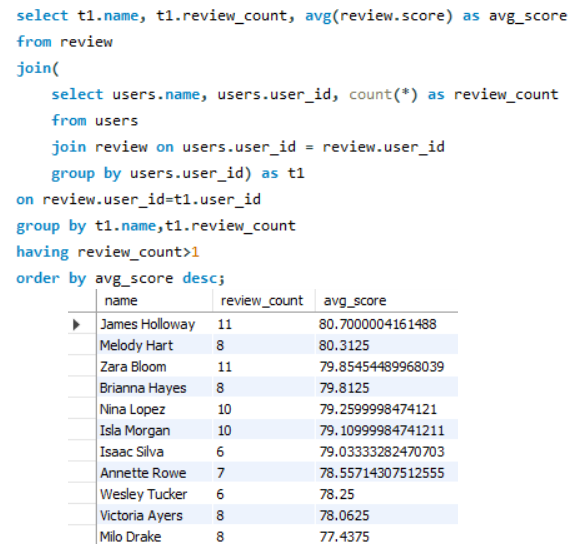 select t1.name, t1.review_count, avg(review.score) as avg_score
from review
join(
select users.name, users.user_id, count(*) as review_count
from users
join review on users.user_id = review.user_id
group by users.user_id) as t1
on review.user_id=t1.user_id
group by t1.name,t1.review_count
having review_count>1
order by avg_score desc;
name review_count avg_score
James Holloway 11 80.7000004161488
Melody Hart 8 80.3125
Zara Bloom 11 79.85454489968039
Brianna Hayes 8 79.8125
Nina Lopez 10 79.2599998474121
Isla Morgan 10 79.10999984741211
Isaac Silva 6 79.03333282470703
Annette Rowe 7 78.55714307512555
Wesley Tucker 6 78.25
Victoria Ayers 8 78.0625
Milo Drake 8 77.4375